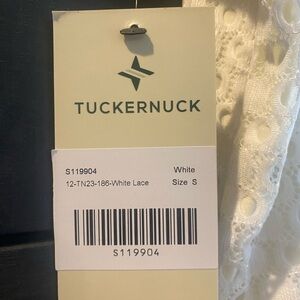 TUCKERNUCK
S119904 White
12-TN23-186-White Lace Size S
S119904